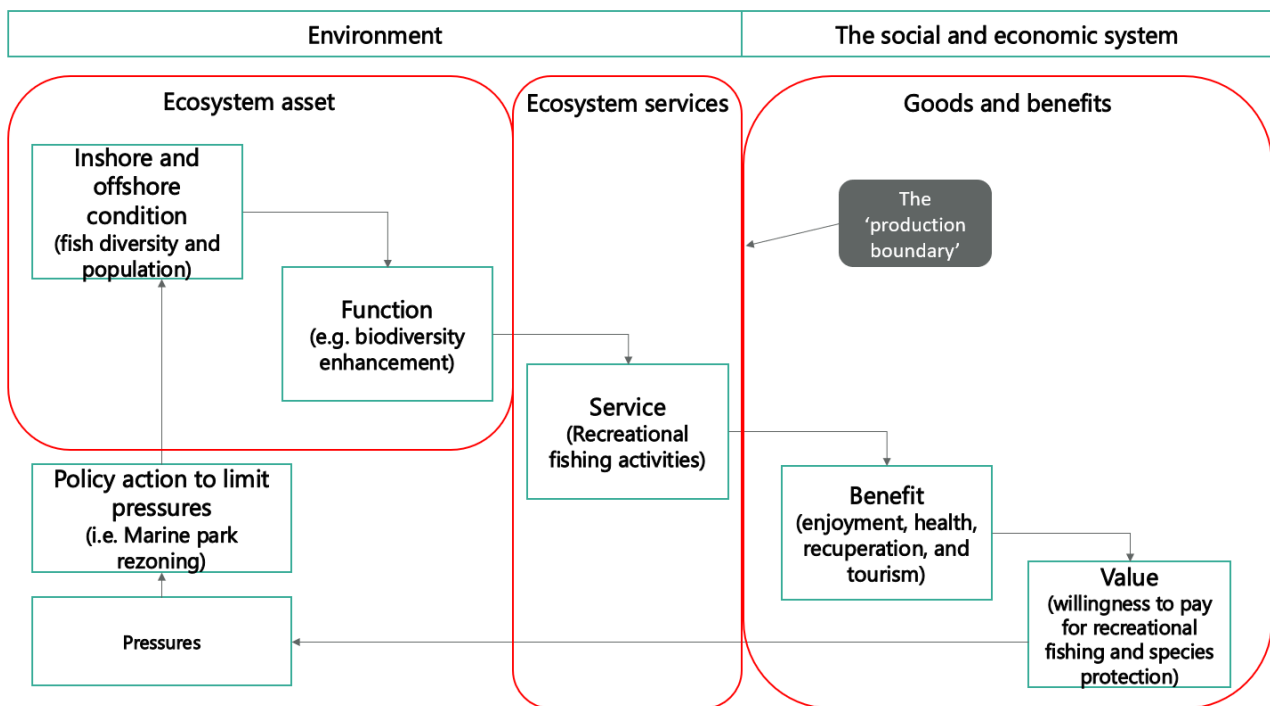 Environment
The social and economic system
Ecosystem asset
Ecosystem services
Goods and benefits
Inshore and
offshore
condition
(fish diversity and
population)
The
‘production
boundary’
Function
(e.g. biodiversity
enhancement)
Service
(Recreational
fishing activities)
Policy action to limit
pressures
(i.e. Marine park
rezoning)
Benefit
(enjoyment, health,
recuperation, and
tourism)
Value
(willingness to pay
for recreational
fishing and species
protection)
Pressures